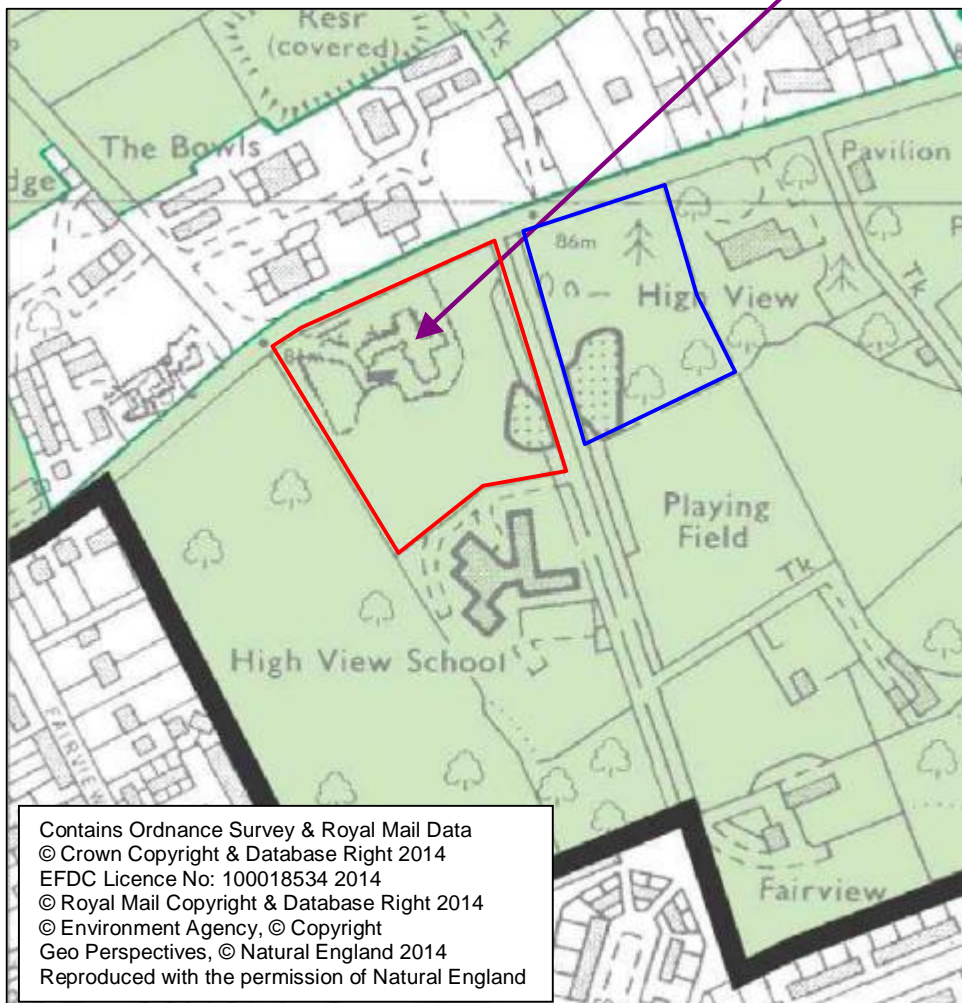 Resr
(covered)
Tk
The Bowls
dge
Pavilion
86m
High View
Tk
Playing
Field
Tk
High View School
FAIRVIEW
Fairview
Contains Ordnance Survey & Royal Mail Data
© Crown Copyright & Database Right 2014
EFDC Licence No: 100018534 2014
© Royal Mail Copyright & Database Right 2014
© Environment Agency, © Copyright
Geo Perspectives, © Natural England 2014
Reproduced with the permission of Natural England